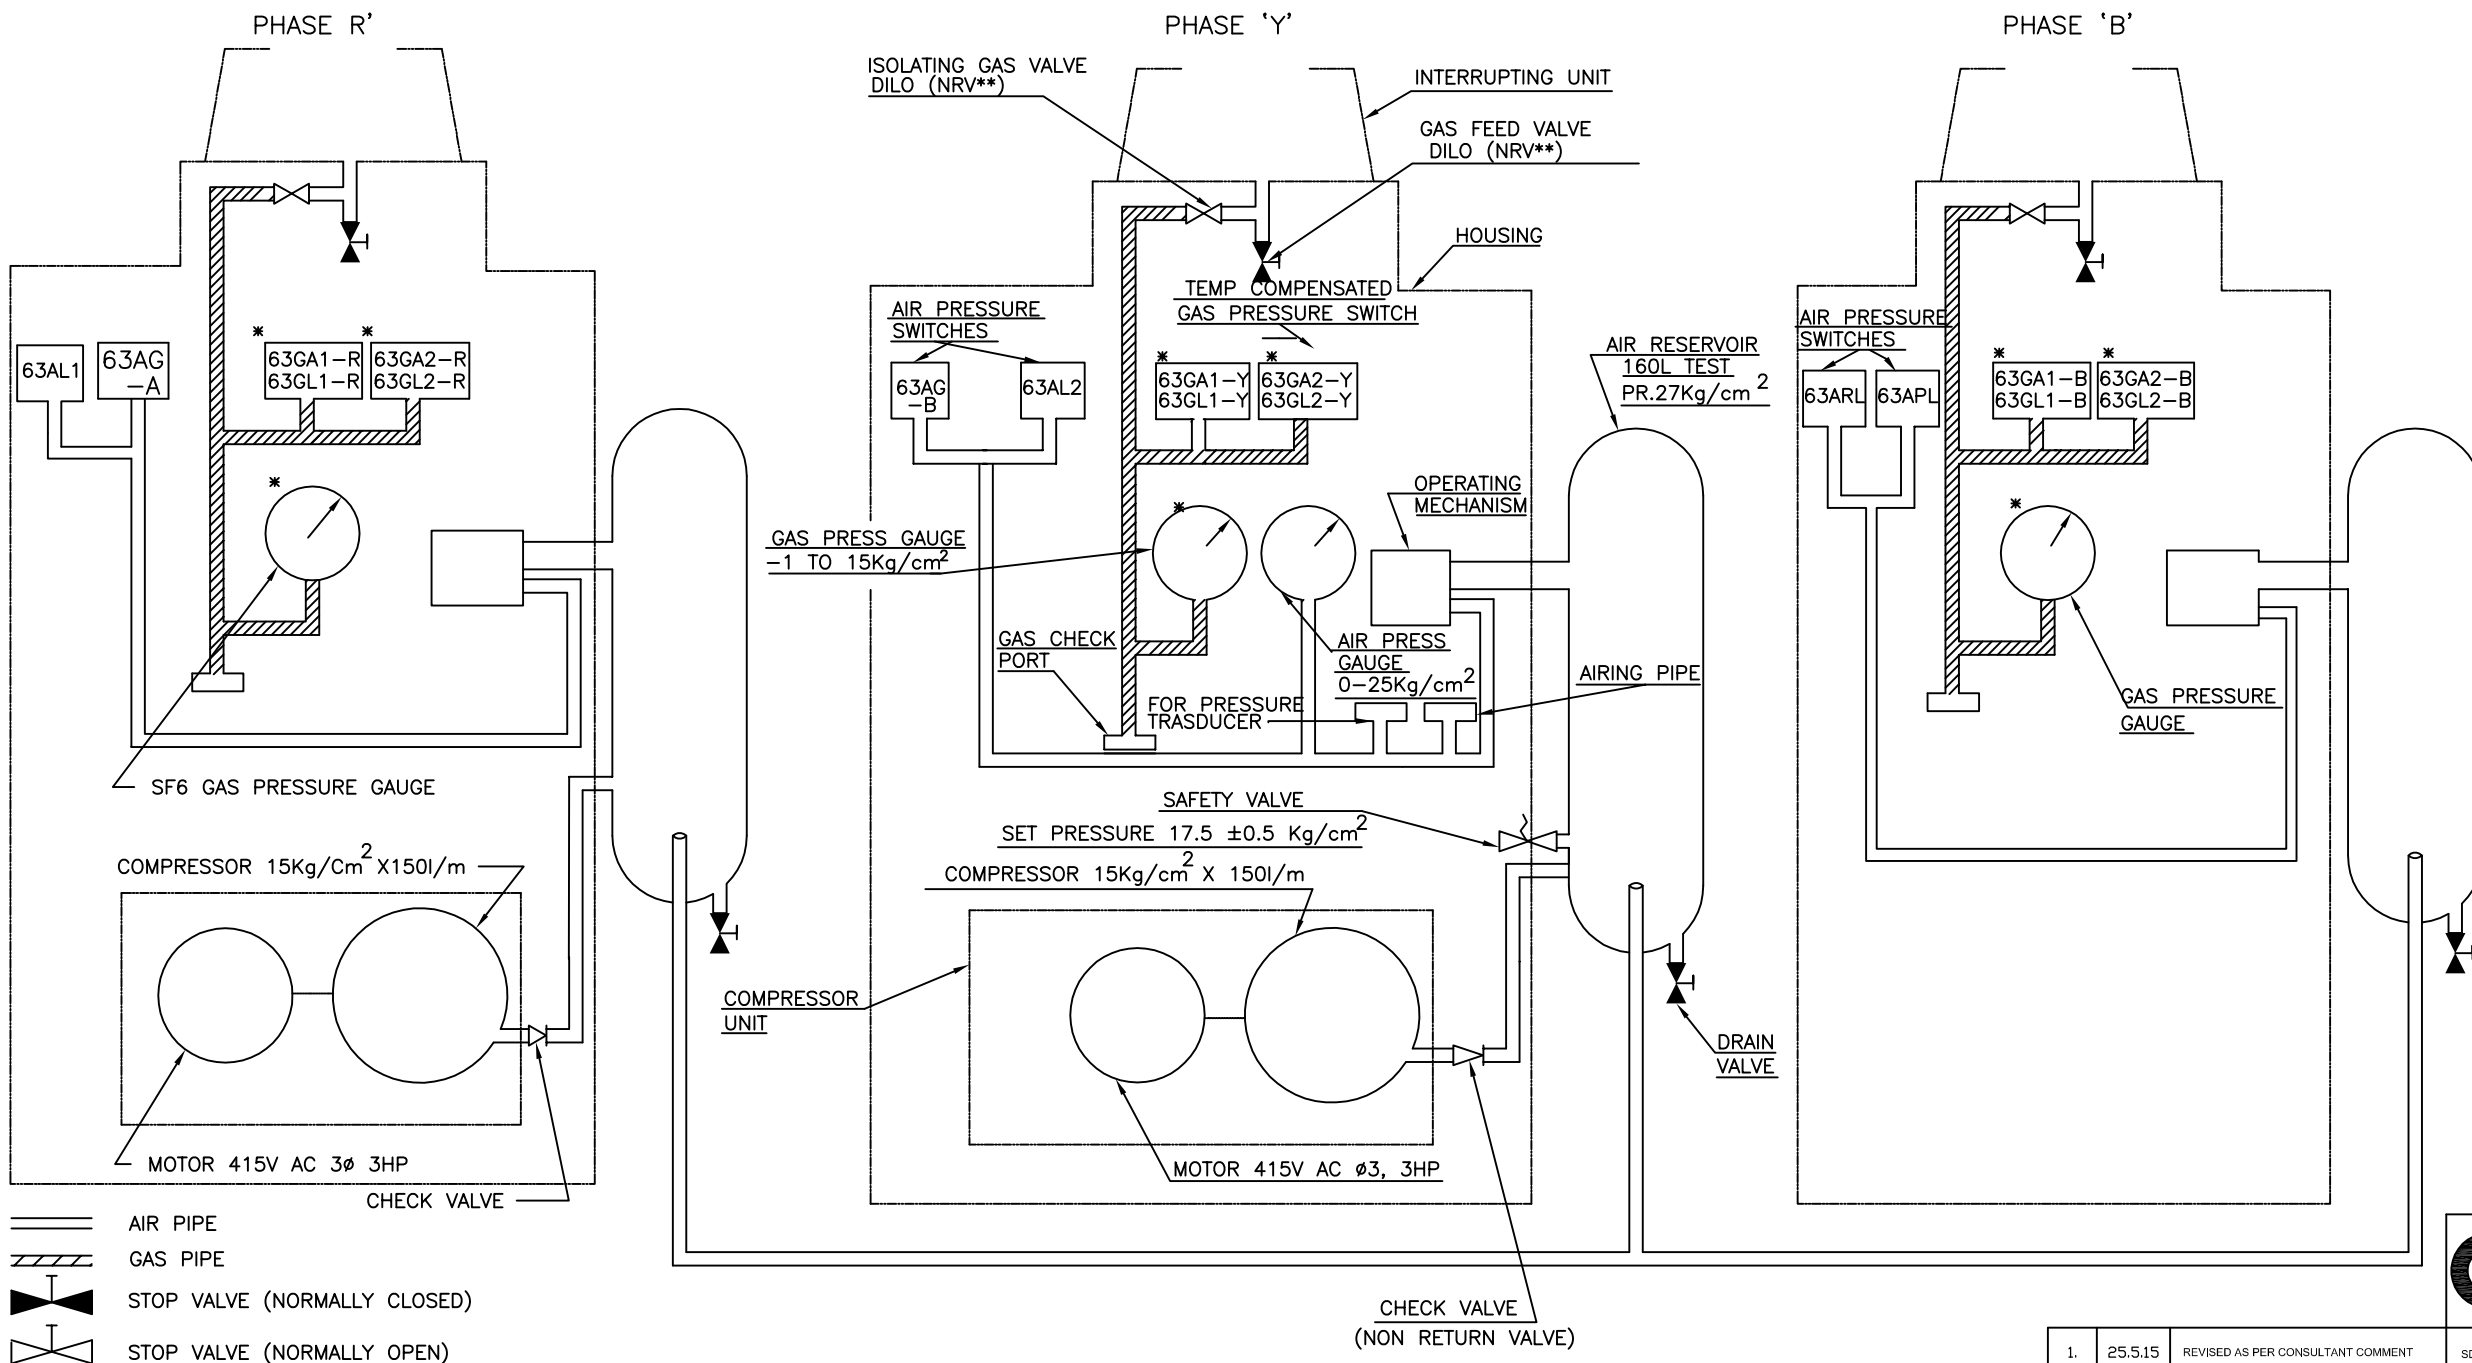 PHASE R'
PHASE 'Y'
PHASE 'B'
ISOLATING GAS VALVE
DILO (NRV**)
INTERRUPTING UNIT
GAS FEED VALVE
DILO (NRV**)
HOUSING
TEMP COMPENSATED
GAS PRESSURE SWITCH
AIR PRESSURE
SWITCHES
AIR PRESSURE
SWITCHES
AIR RESERVOIR
160L TEST
PR.27Kg/cm 2
63AL1
63AG
-A
*
*
63GA1-R
63GL1-R
63GA2-R
63GL2-R
63AG
-B
63AL2
*
*
63GA1-Y
63GL1-Y
63GA2-Y
63GL2-Y
63ARL
63APL
*
*
63GA1-B
63GL1-B
63GA2-B
63GL2-B
*
*
*
OPERATING
MECHANISM
GAS PRESS GAUGE
-1 TO 15Kg/cm2
GAS CHECK
PORT
AIR PRESS
GAUGE
0-25Kg/cm2
AIRING PIPE
FOR PRESSURE
TRASDUCER
GAS PRESSURE
GAUGE
SF6 GAS PRESSURE GAUGE
SAFETY VALVE
SET PRESSURE 17.5 ±0.5 Kg/cm2
COMPRESSOR 15Kg/Cm2 X150l/m
COMPRESSOR 15Kg/cm2 X 150l/m
COMPRESSOR
UNIT
DRAIN
VALVE
MOTOR 415V AC 3ø 3HP
MOTOR 415V AC ø3, 3HP
CHECK VALVE
AIR PIPE
GAS PIPE
STOP VALVE (NORMALLY CLOSED)
STOP VALVE (NORMALLY OPEN)
CHECK VALVE
(NON RETURN VALVE)
1. 25.5.15 REVISED AS PER CONSULTANT COMMENT